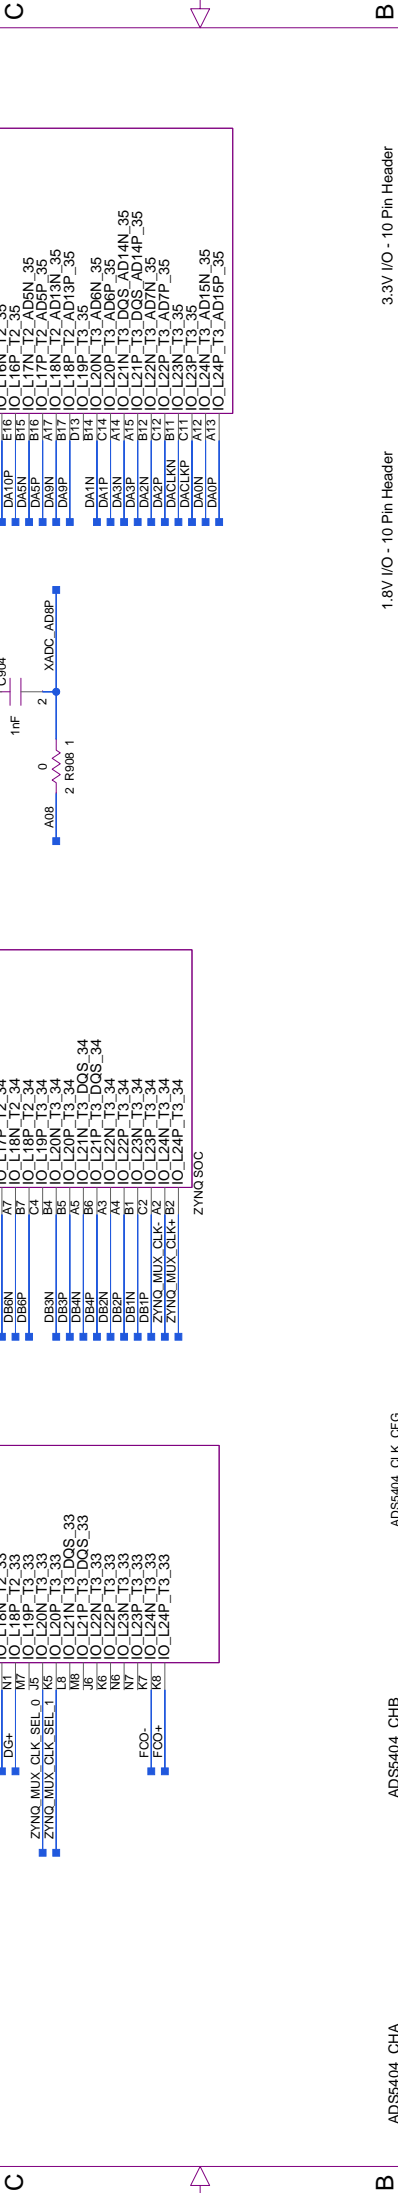 C
C
IO_L18P_T2_33
IO_L19P_T3_33
IO_L20N_T3_33
IO_L20P_T3_33
IO_L21N_T3_DQS_33
IO_L21P_T3_DQS_33
IO_L22N_T3_33
IO_L22P_T3_33
IO_L23N_T3_33
IO_L23P_T3_33
IO_L24N_T3_33
IO_L24P_T3_33
N1
M7
J5
K5
L8
M8
J6
K6
N6
N7
K7
K8
DG+
ZYNQ_MUX_CLK_SEL_0
ZYNQ_MUX_CLK_SEL_1
FCO-
FCO+
IO_L17P_T2_34
IO_L18N_T2_34
IO_L18P_T2_34
IO_L19P_T3_34
IO_L20N_T3_34
IO_L20P_T3_34
IO_L21N_T3_DQS_34
IO_L21P_T3_DQS_34
IO_L22N_T3_34
IO_L22P_T3_34
IO_L23N_T3_34
IO_L23P_T3_34
IO_L24N_T3_34
IO_L24P_T3_34
A7
B7
C4
B4
B5
A5
B6
A3
A4
B1
C2
A2
B2
DB6N
DB6P
DB3N
DB3P
DB4N
DB4P
DB2N
DB2P
DB1N
DB1P
ZYNQ_MUX_CLK-
ZYNQ_MUX_CLK+
ZYNQ SOC
C904
1nF
2
XADC_AD8P
A08
0
2 R908 1
IO_L16N_T2_35
IO_L16P_T2_35
IO_L17N_T2_AD5N_35
IO_L17P_T2_AD5P_35
IO_L18N_T2_AD13N_35
IO_L18P_T2_AD13P_35
IO_L19P_T3_35
IO_L20N_T3_AD6N_35
IO_L20P_T3_AD6P_35
IO_L21N_T3_DQS_AD14N_35
IO_L21P_T3_DQS_AD14P_35
IO_L22N_T3_AD7N_35
IO_L22P_T3_AD7P_35
IO_L23N_T3_35
IO_L23P_T3_35
IO_L24N_T3_AD15N_35
IO_L24P_T3_AD15P_35
E16
B15
B16
A17
B17
D13
B14
C14
A14
A15
B12
C12
B11
C11
A12
A13
DA10P
DA5N
DA5P
DA9N
DA9P
DA1N
DA1P
DA3N
DA3P
DA2N
DA2P
DACLKN
DACLKP
DA0N
DA0P
B
ADS5404_CHA
ADS5404_CHB
ADS5404_CLK_CFG
1.8V I/O - 10 Pin Header
3.3V I/O - 10 Pin Header
B